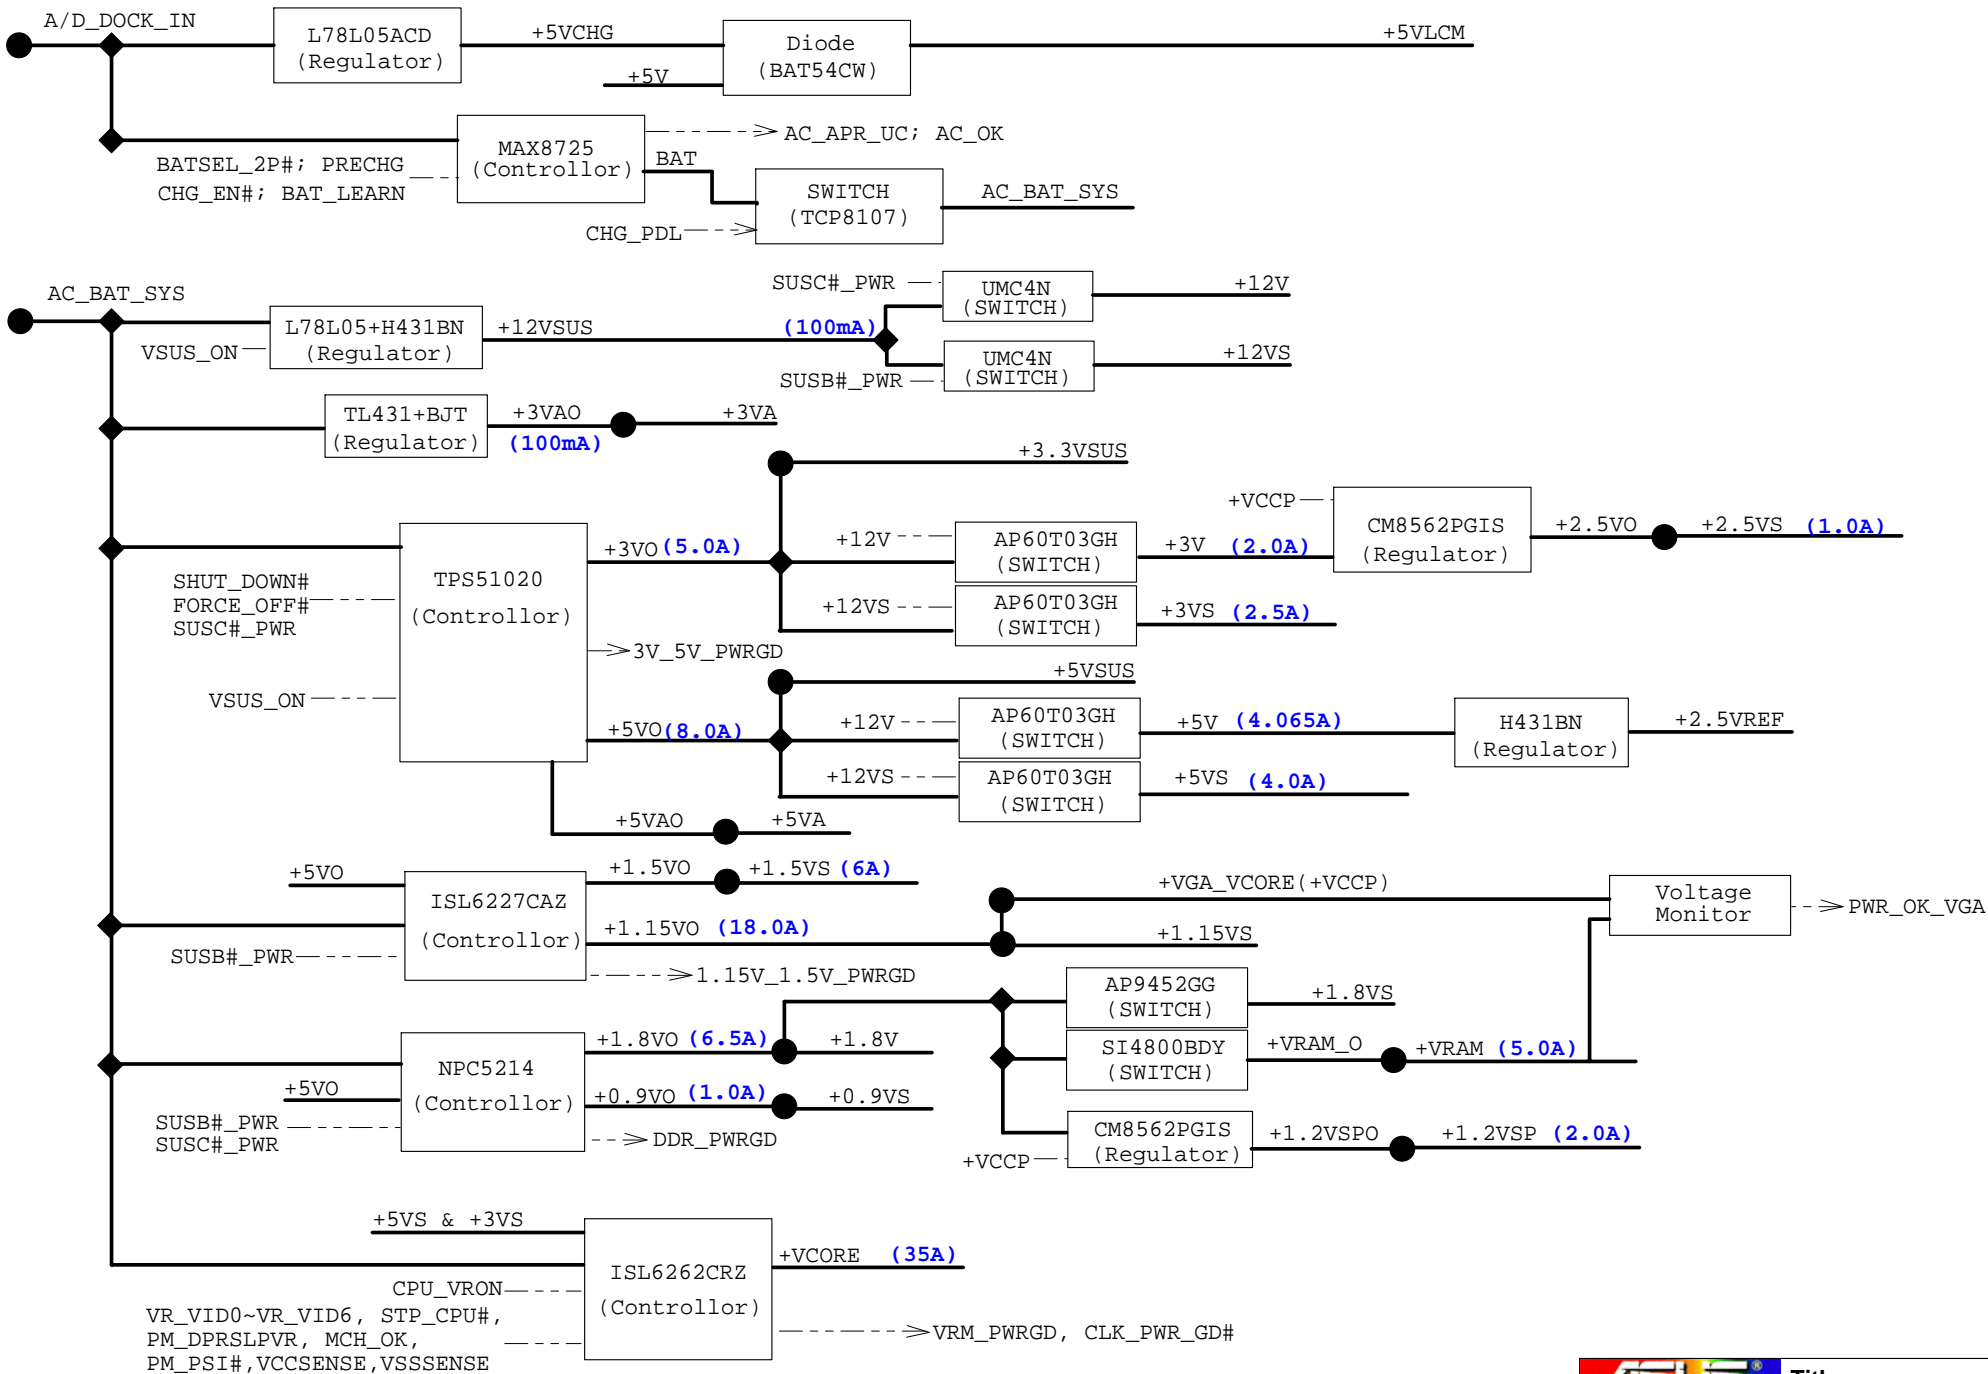 A/D_DOCK_IN
L78L05ACD
(Regulator)
+5VCHG
+5V
Diode
(BAT54CW)
+5VLCM
MAX8725
(Controllor)
AC_APR_UC; AC_OK
BATSEL_2P#; PRECHG
CHG_EN#; BAT_LEARN
BAT
SWITCH
(TCP8107)
AC_BAT_SYS
CHG_PDL
AC_BAT_SYS
VSUS_ON
L78L05+H431BN
(Regulator)
+12VSUS
(100mA)
SUSC#_PWR
UMC4N
(SWITCH)
+12V
SUSB#_PWR
UMC4N
(SWITCH)
+12VS
TL431+BJT
(Regulator)
+3VAO
(100mA)
+3VA
+3.3VSUS
SHUT_DOWN#
FORCE_OFF#
SUSC#_PWR
VSUS_ON
TPS51020
(Controllor)
+3VO (5.0A)
+12V
AP60T03GH
(SWITCH)
+3V (2.0A)
+VCCP
CM8562PGIS
(Regulator)
+2.5VO
+2.5VS (1.0A)
+12VS
AP60T03GH
(SWITCH)
+3VS (2.5A)
3V_5V_PWRGD
+5VSUS
+5VO(8.0A)
+12V
AP60T03GH
(SWITCH)
+5V (4.065A)
H431BN
(Regulator)
+2.5VREF
+12VS
AP60T03GH
(SWITCH)
+5VS (4.0A)
+5VAO
+5VA
+5VO
ISL6227CAZ
(Controllor)
SUSB#_PWR
+1.5VO
+1.5VS (6A)
+1.15VO (18.0A)
+VGA_VCORE(+VCCP)
+1.15VS
Voltage
Monitor
PWR_OK_VGA
1.15V_1.5V_PWRGD
AP9452GG
(SWITCH)
+1.8VS
NPC5214
(Controllor)
+5VO
SUSB#_PWR
SUSC#_PWR
+1.8VO (6.5A)
+1.8V
+0.9VO (1.0A)
+0.9VS
DDR_PWRGD
SI4800BDY
(SWITCH)
+VRAM_O
+VRAM (5.0A)
+VCCP
CM8562PGIS
(Regulator)
+1.2VSPO
+1.2VSP (2.0A)
+5VS & +3VS
ISL6262CRZ
(Controllor)
+VCORE (35A)
CPU_VRON
VR_VID0~VR_VID6, STP_CPU#,
PM_DPRSLPVR, MCH_OK,
PM_PSI#,VCCSENSE,VSSSENSE
VRM_PWRGD, CLK_PWR_GD#